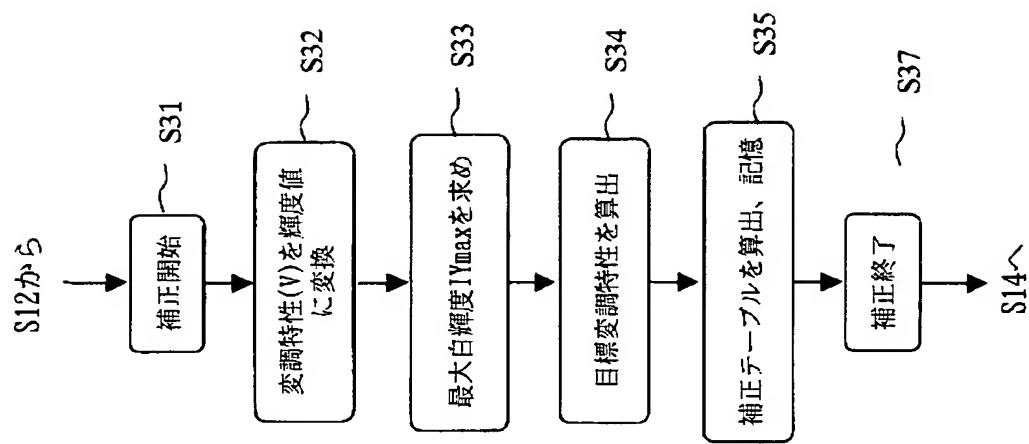 S12から
補正開始
S31
変調特性(V)を輝度値
に変換
S32
最大白輝度IYmaxを求め
S33
目標変調特性を算出
S34
補正テーブルを算出、記憶
S35
補正終了
S37
S14へ